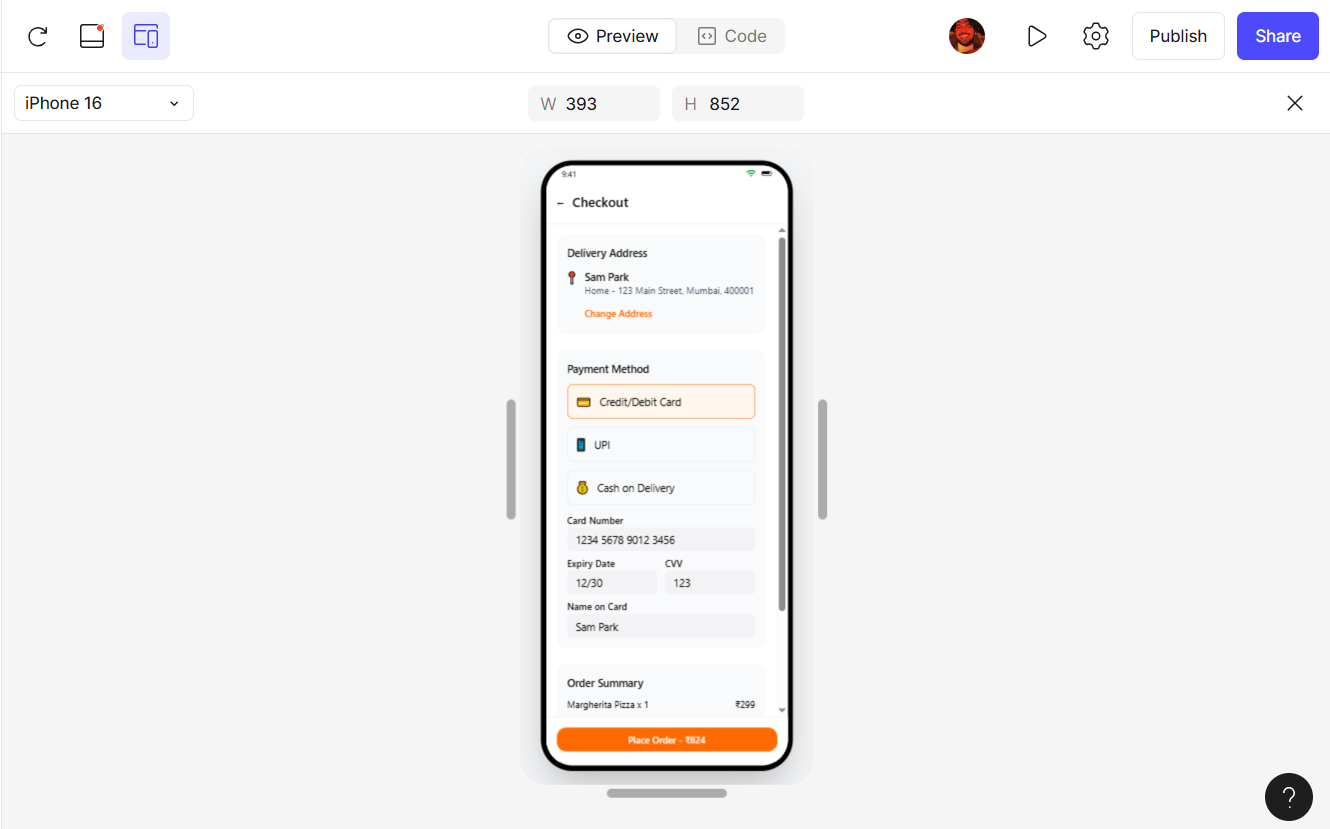 Preview
Code
Publish
Share
iPhone 16
W 393
H 852
9:41
← Checkout
Delivery Address
Sam Park
Home - 123 Main Street, Mumbai, 400001
Change Address
Payment Method
Credit/Debit Card
UPI
Cash on Delivery
Card Number
1234 5678 9012 3456
Expiry Date CVV
12/30 123
Name on Card
Sam Park
Order Summary
Margherita Pizza x 1 ₹299
Place Order - ₹824
?